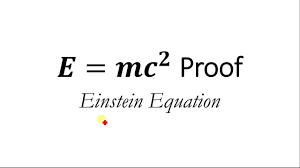 E = mc² Proof
Einstein Equation